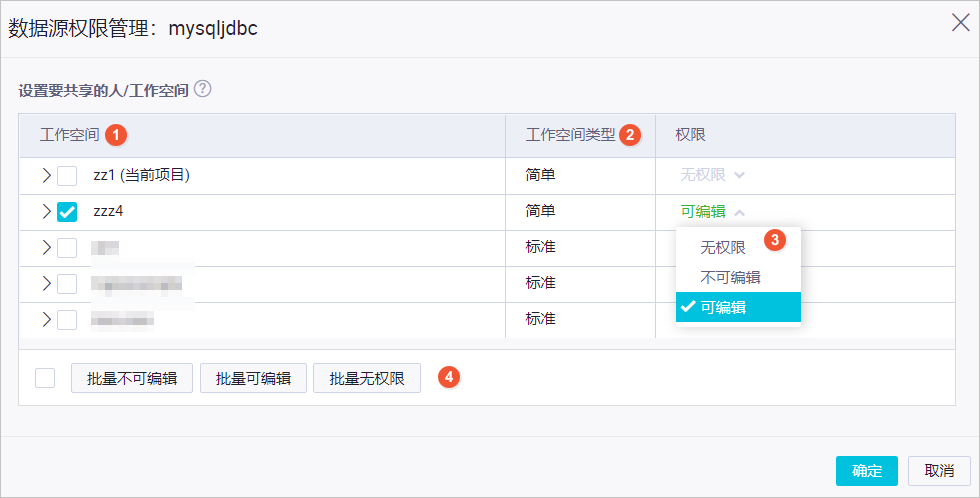 数据源权限管理：mysqljdbc
设置要共享的人/工作空间 ?
工作空间 1 工作空间类型 2 权限
zz1 (当前项目) 简单 无权限
zzz4 简单 可编辑
标准 无权限 3
标准 不可编辑
标准 可编辑
批量不可编辑 批量可编辑 批量无权限 4
确定 取消